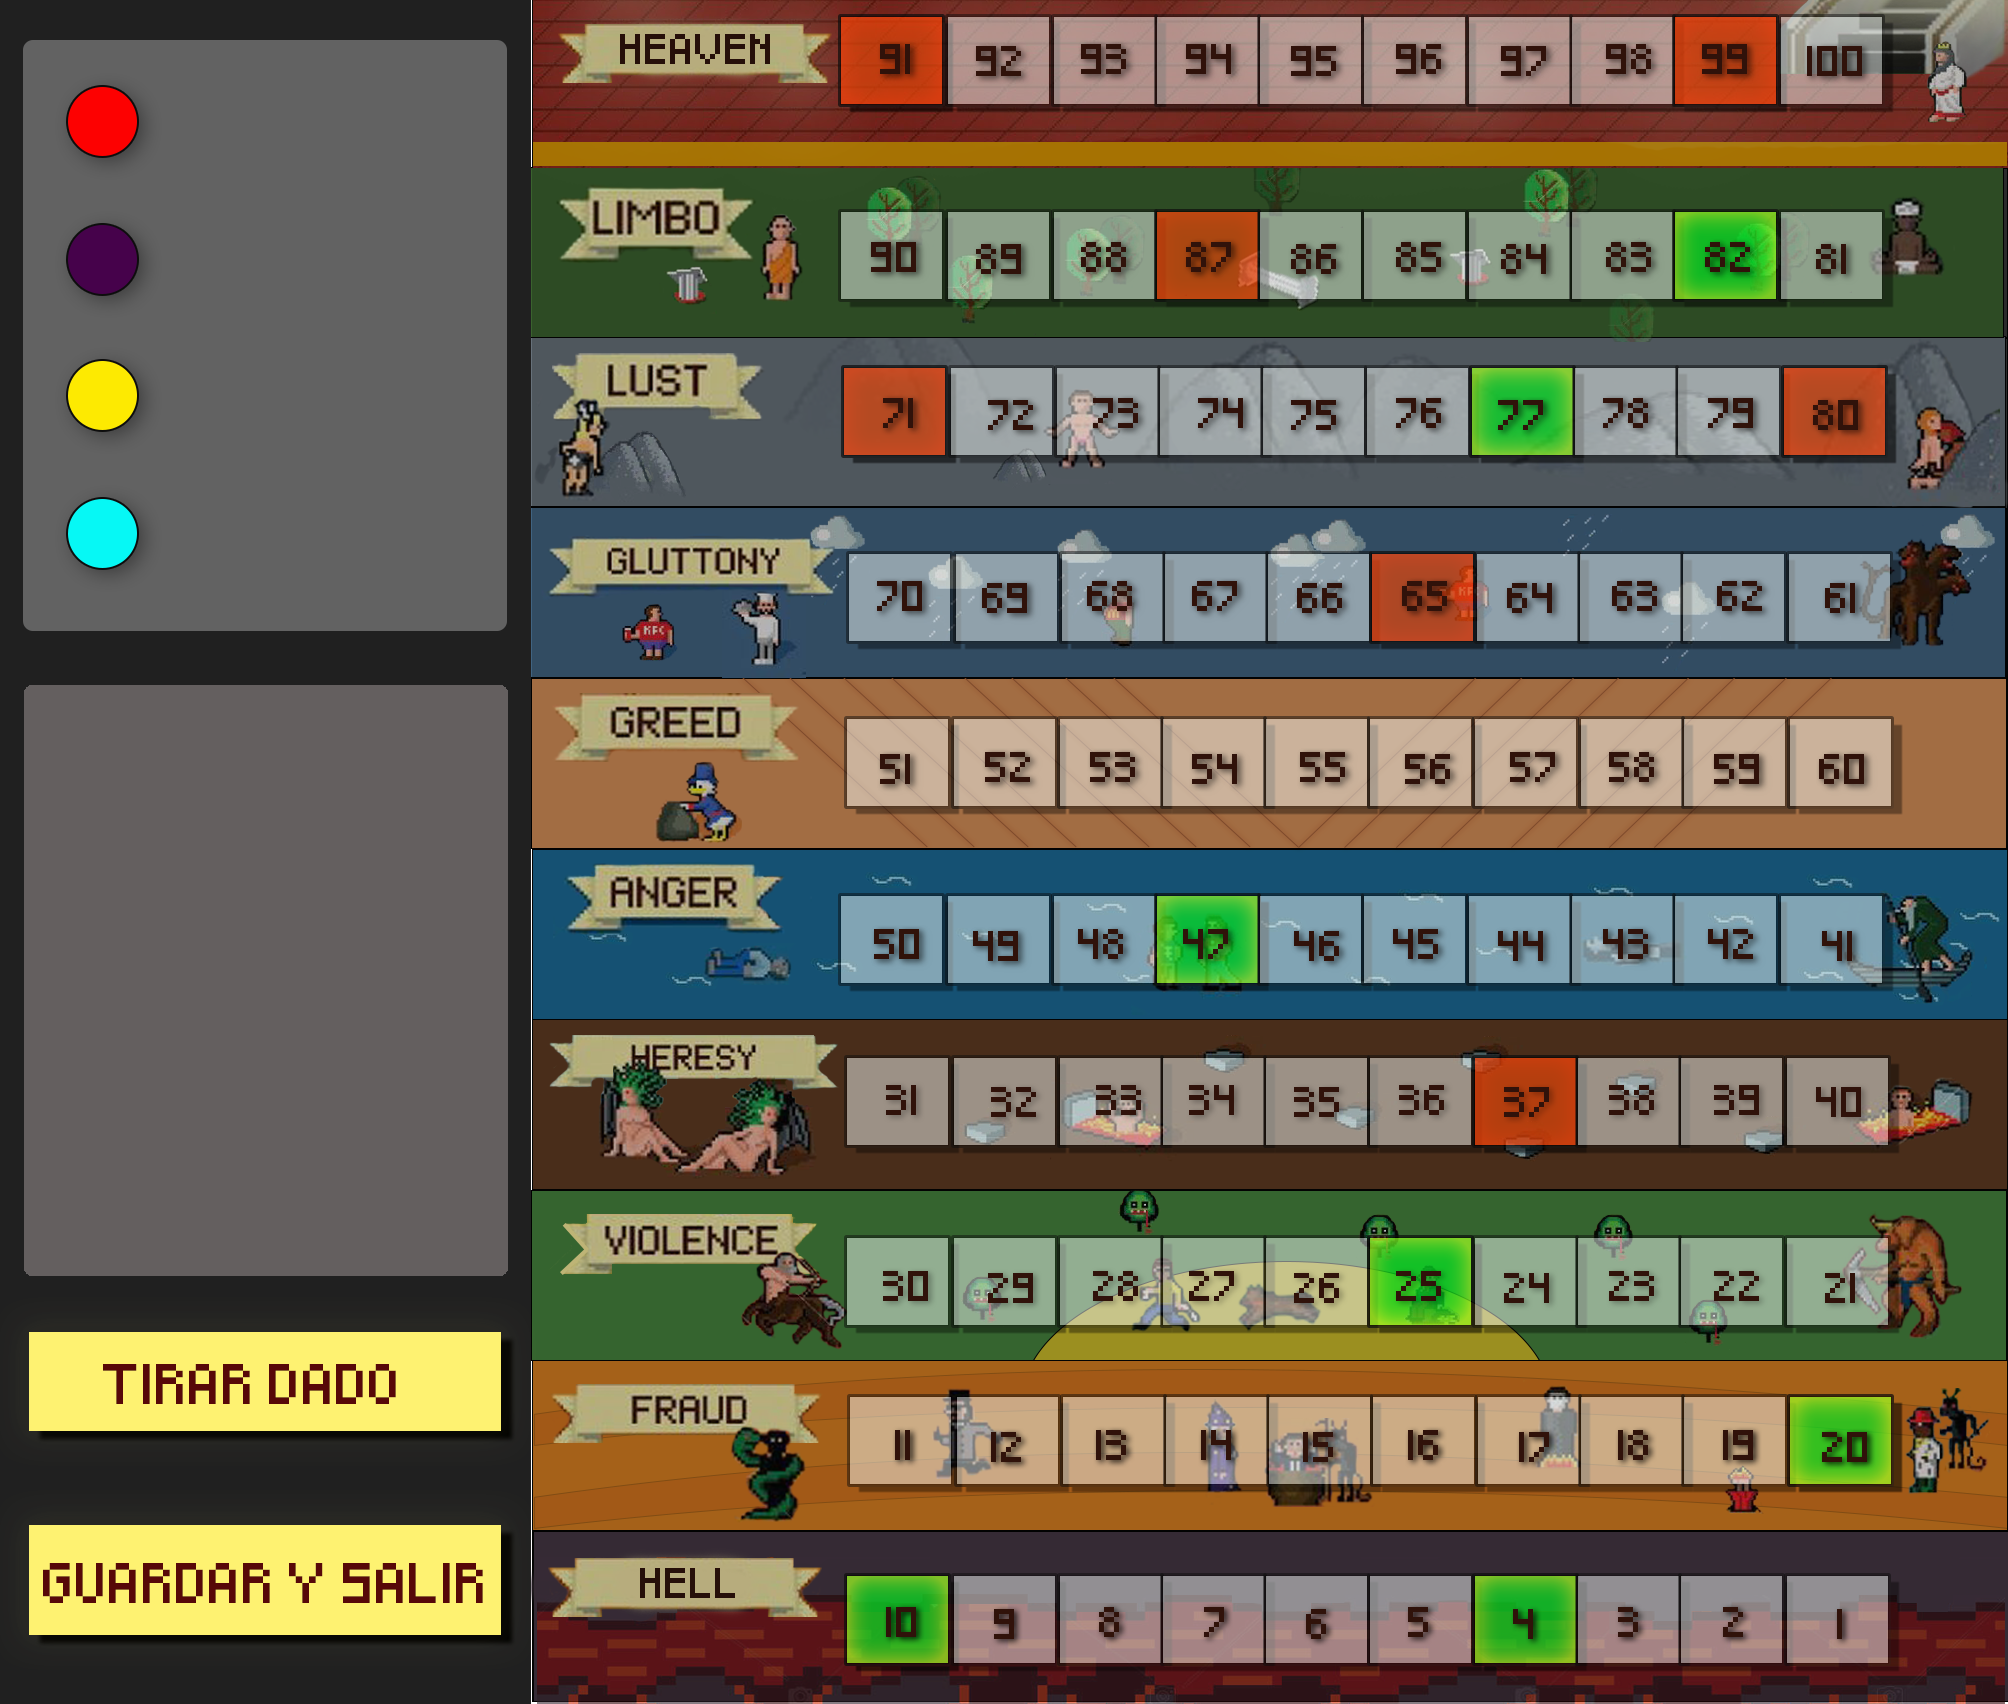 HEAVEN
91 92 93 94 95 96 97 98 99 100
LIMBO
90 89 88 87 86 85 84 83 82 81
LUST
71 72 73 74 75 76 77 78 79 80
GLUTTONY
KFC
70 69 68 67 66 65 64 63 62 61
KFC
GREED
51 52 53 54 55 56 57 58 59 60
ANGER
50 49 48 47 46 45 44 43 42 41
HERESY
31 32 33 34 35 36 37 38 39 40
VIOLENCE
30 29 28 27 26 25 24 23 22 21
FRAUD
11 12 13 14 15 16 17 18 19 20
HELL
10 9 8 7 6 5 4 3 2 1
TIRAR DADO
GUARDAR Y SALIR